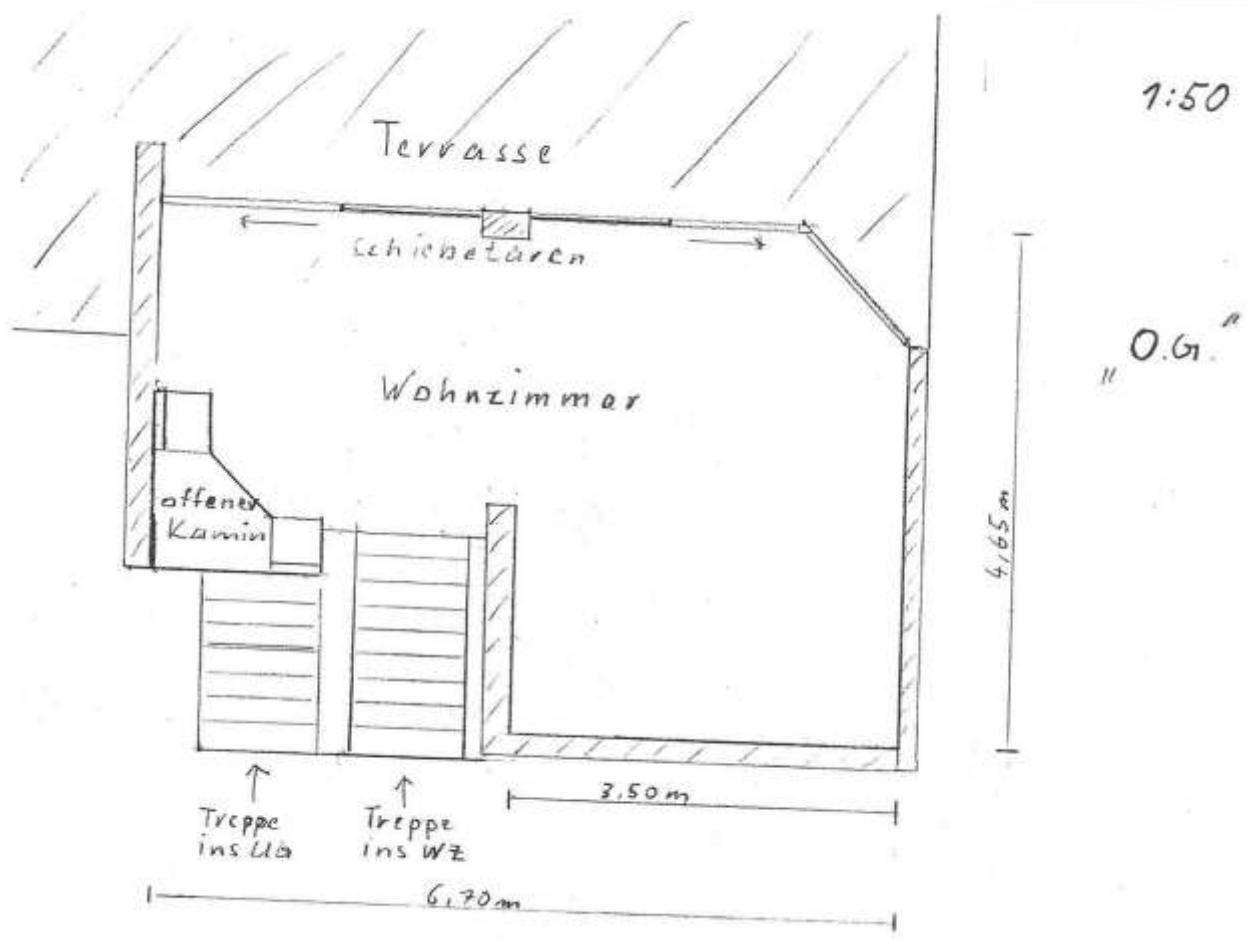 1:50
Terrasse
Schiebetüren
„O.G.“
Wohnzimmer
offener
Kamin
4,65m
3,50m
Treppe
ins UG
Treppe
ins WZ
6,70m